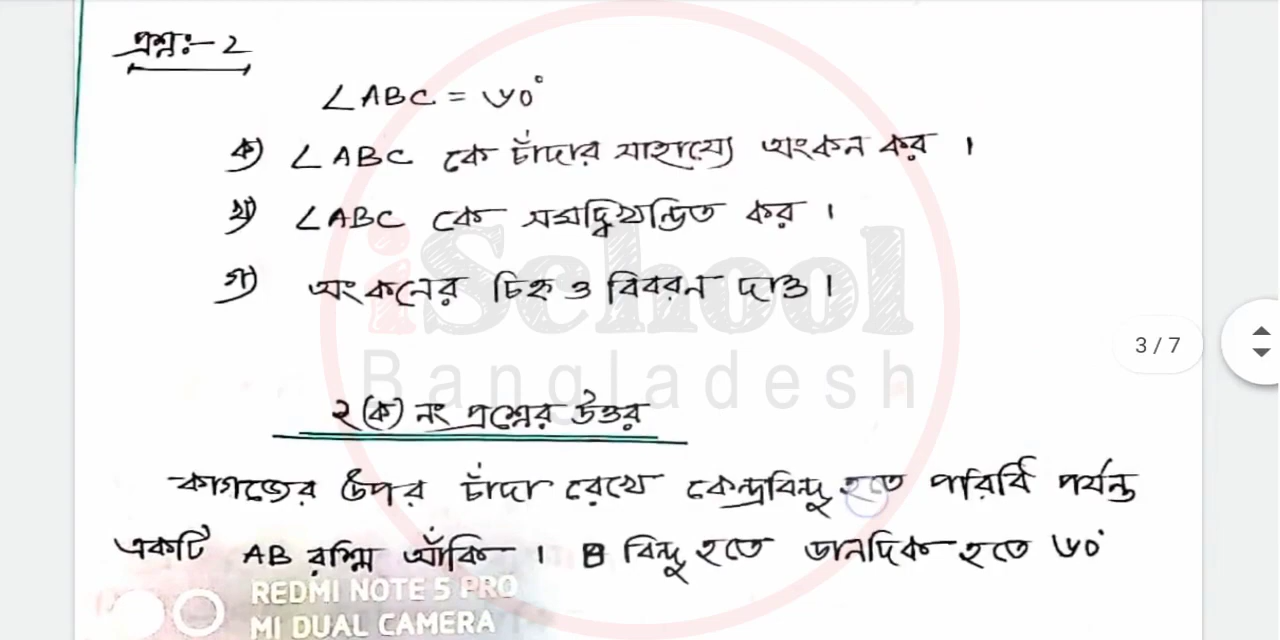 প্রশ্ন:- 2
∠ABC = ৬০°
ক) ∠ABC কে চাঁদার সাহায্যে অংকন কর ।
খ) ∠ABC কে সমদ্বিখন্ডিত কর ।
গ) অংকনের চিহ্ন ও বিবরন দাও ।
iSchool
Bangladesh
3 / 7
২ (ক) নং প্রশ্নের উত্তর
কাগজের উপর চাঁদা রেখে কেন্দ্রবিন্দু হতে পরিধি পর্যন্ত
একটি AB রশ্মি আঁকি । B বিন্দু হতে ডানদিক হতে ৬০°
REDMI NOTE 5 PRO
MI DUAL CAMERA